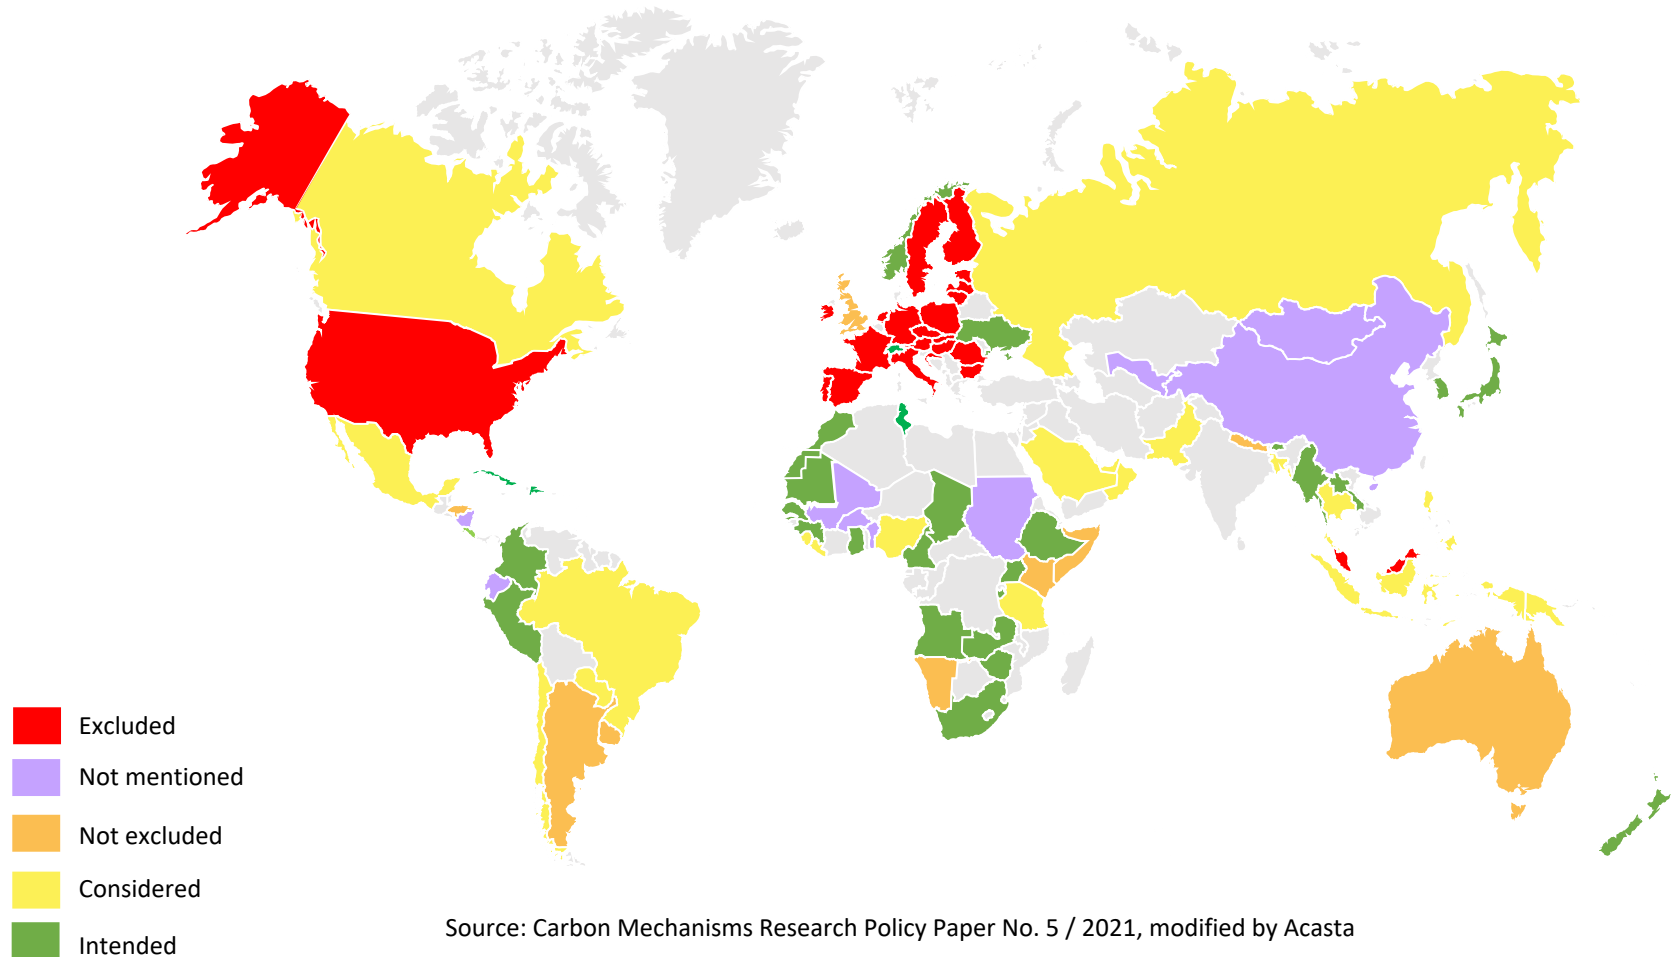 Excluded
Not mentioned
Not excluded
Considered
Intended
Source: Carbon Mechanisms Research Policy Paper No. 5 / 2021, modified by Acasta